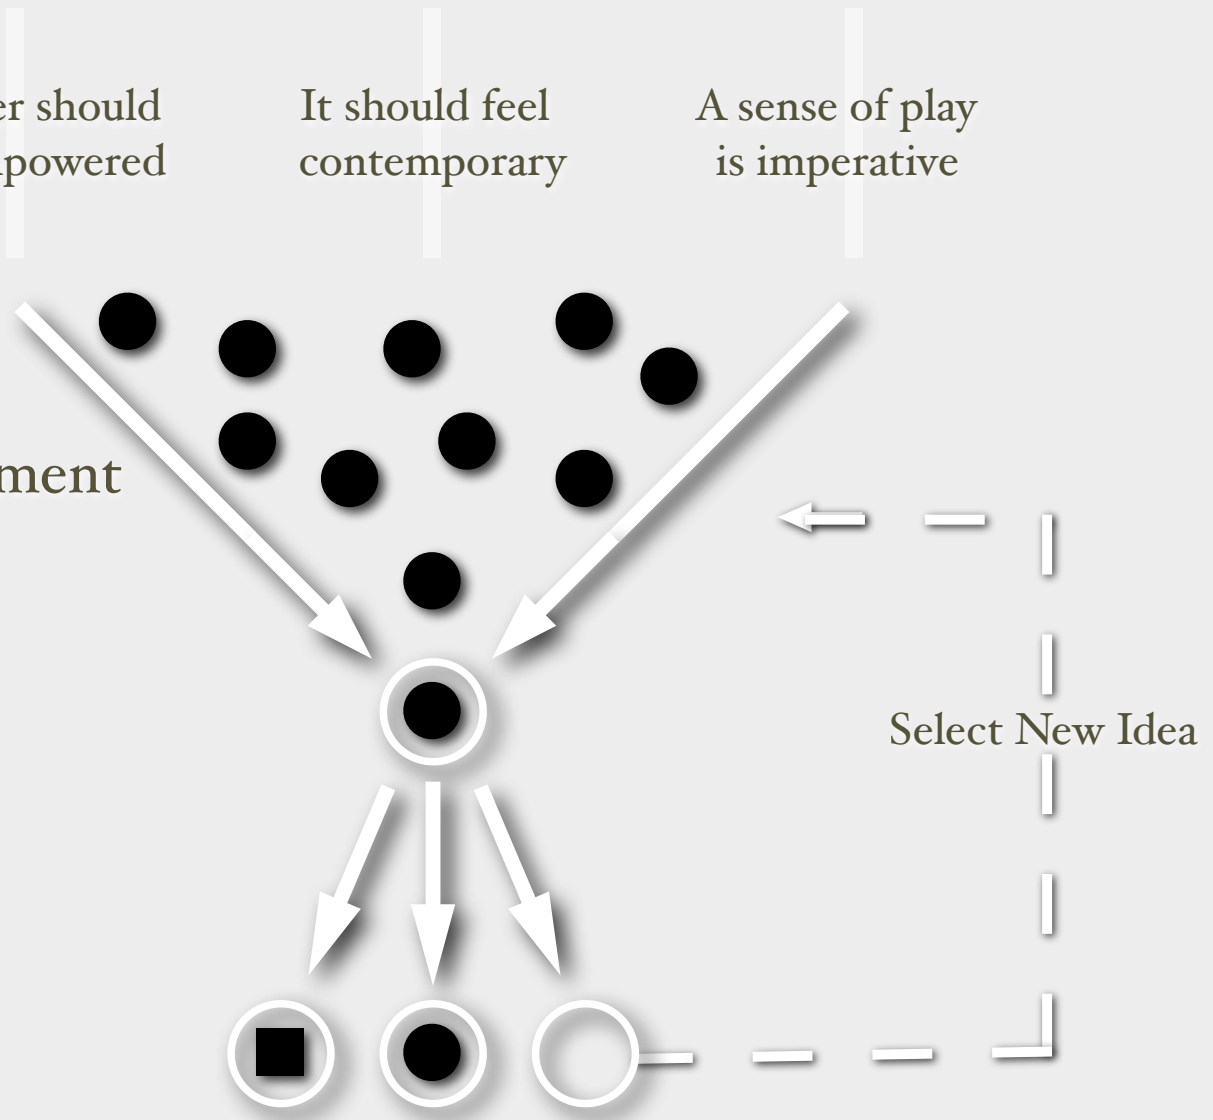 er should
powered
It should feel
contemporary
A sense of play
is imperative
ment
Select New Idea